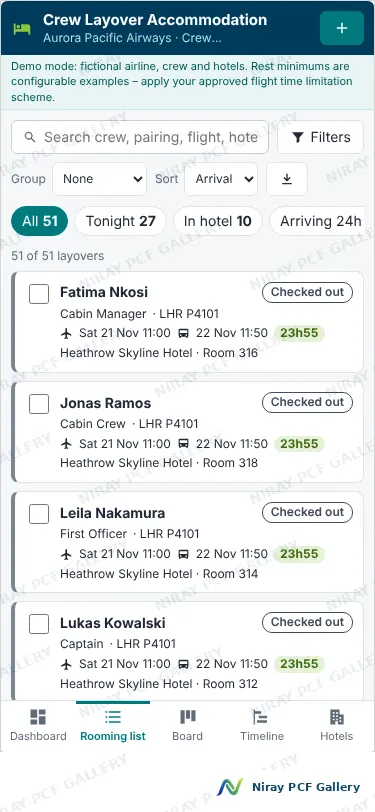 Crew Layover Accommodation
Aurora Pacific Airways · Crew…
Demo mode: fictional airline, crew and hotels. Rest minimums are
configurable examples – apply your approved flight time limitation
scheme.
Search crew, pairing, flight, hote
Filters
Group None Sort Arrival
All 51 Tonight 27 In hotel 10 Arriving 24h
51 of 51 layovers
Fatima Nkosi Checked out
Cabin Manager · LHR P4101
Sat 21 Nov 11:00 22 Nov 11:50 23h55
Heathrow Skyline Hotel · Room 316
Jonas Ramos Checked out
Cabin Crew · LHR P4101
Sat 21 Nov 11:00 22 Nov 11:50 23h55
Heathrow Skyline Hotel · Room 318
Leila Nakamura Checked out
First Officer · LHR P4101
Sat 21 Nov 11:00 22 Nov 11:50 23h55
Heathrow Skyline Hotel · Room 314
Lukas Kowalski Checked out
Captain · LHR P4101
Sat 21 Nov 11:00 22 Nov 11:50 23h55
Heathrow Skyline Hotel · Room 312
Dashboard Rooming list Board Timeline Hotels
Niray PCF Gallery
NIRAY PCF GALLERY